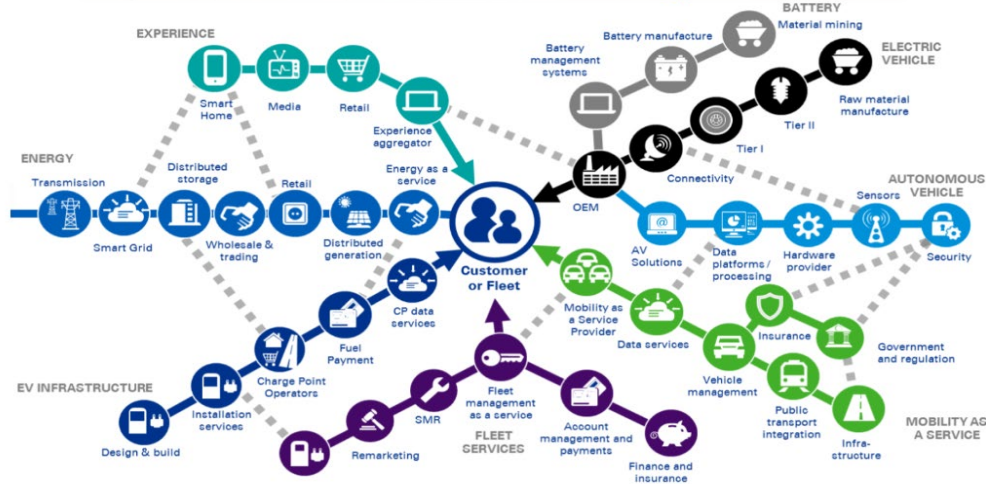 BATTERY
Material mining
EXPERIENCE
Battery manufacture
Battery
management
systems
ELECTRIC
VEHICLE
Smart
Home
Media
Retail
Experience
aggregator
Raw material
manufacture
Tier II
Tier I
Connectivity
OEM
ENERGY
Transmission
Smart Grid
Distributed
storage
Wholesale &
trading
Retail
Distributed
generation
Energy as a
service
Customer
or Fleet
AUTONOMOUS
VEHICLE
AV
Solutions
Data platforms /
processing
Hardware
provider
Sensors
Security
EV INFRASTRUCTURE
Design & build
Installation
services
Charge Point
Operators
Fuel
Payment
CP data
services
Mobility as
a Service
Provider
Data services
Vehicle
management
Insurance
Government
and regulation
Public
transport
integration
Infra-
structure
MOBILITY AS
A SERVICE
Remarketing
SMR
Fleet
management
as a service
FLEET
SERVICES
Account
management and
payments
Finance and
insurance